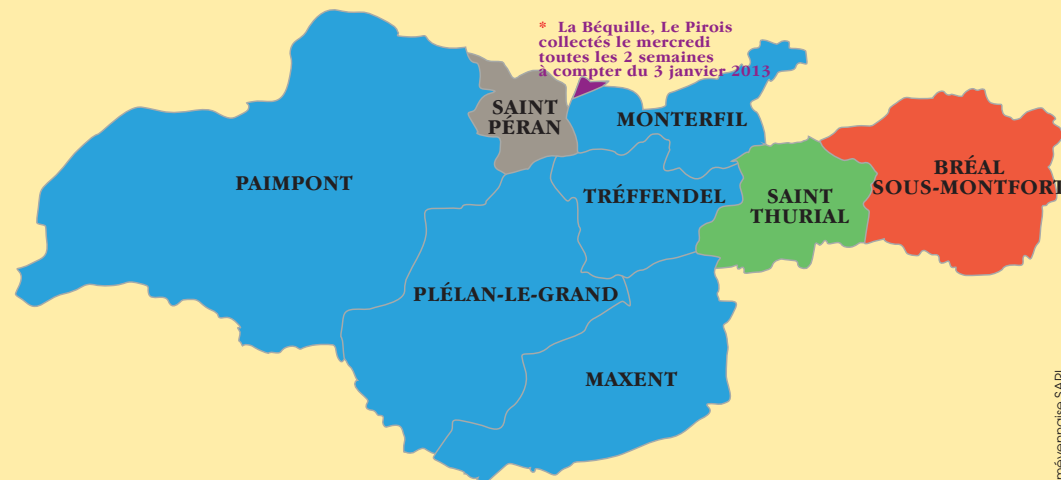 * La Béquille, Le Pirois
collectés le mercredi
toutes les 2 semaines
à compter du 3 janvier 2013
SAINT
PÉRAN
MONTERFIL
PAIMPONT
TRÉFFENDEL
SAINT
THURIAL
BRÉAL
SOUS-MONTFORT
PLÉLAN-LE-GRAND
MAXENT
SARL